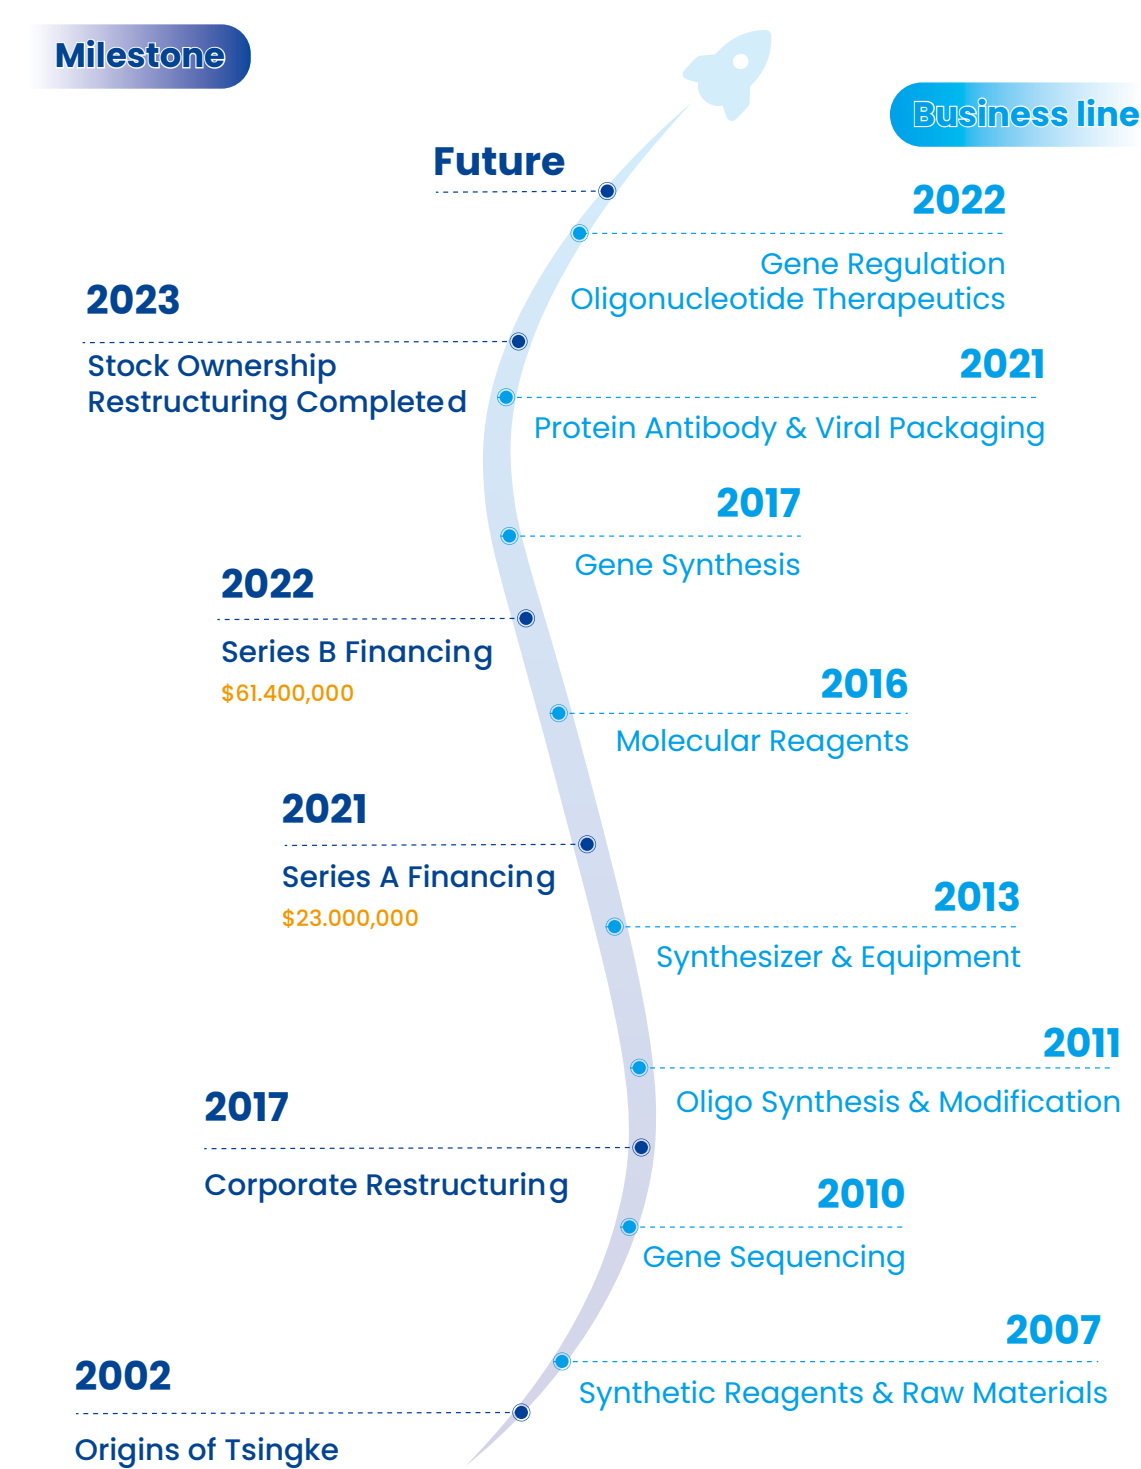 Milestone
Business line
Future
2022
Gene Regulation
Oligonucleotide Therapeutics
2023
Stock Ownership
Restructuring Completed
2021
Protein Antibody & Viral Packaging
2017
Gene Synthesis
2022
Series B Financing
$61.400,000
2016
Molecular Reagents
2021
Series A Financing
$23.000,000
2013
Synthesizer & Equipment
2011
Oligo Synthesis & Modification
2017
Corporate Restructuring
2010
Gene Sequencing
2007
Synthetic Reagents & Raw Materials
2002
Origins of Tsingke